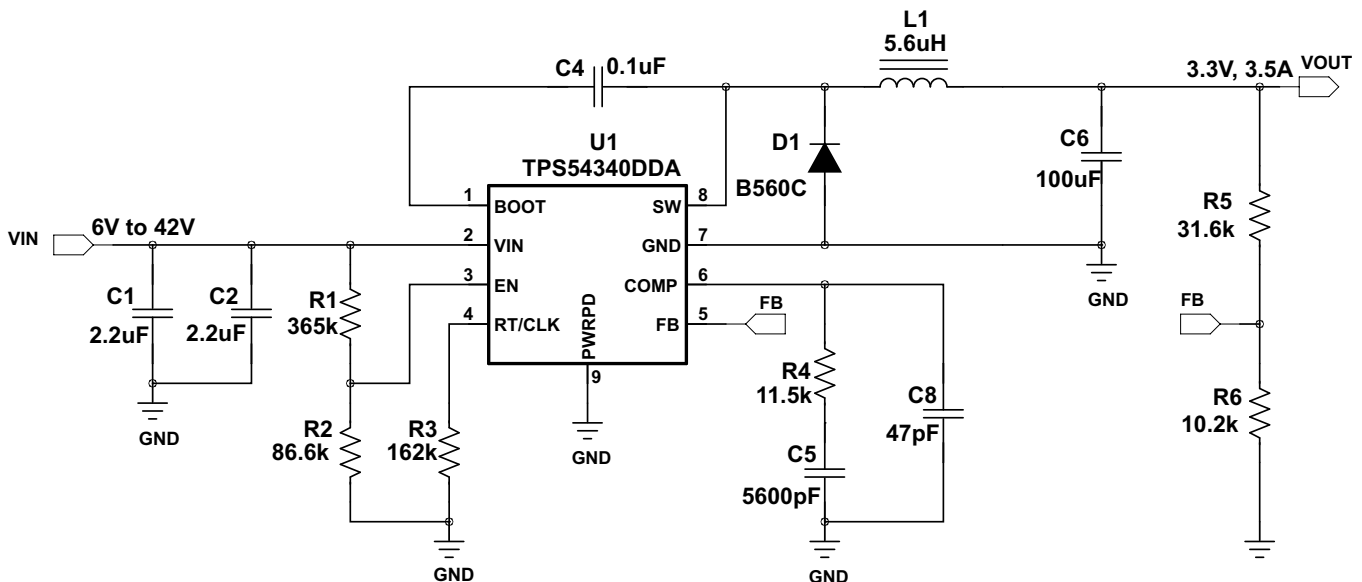 L1
5.6uH
C4
0.1uF
3.3V, 3.5A
VOUT
U1
TPS54340DDA
D1
B560C
C6
100uF
1
BOOT
SW
8
R5
31.6k
VIN
6V to 42V
2
VIN
GND
7
GND
3
EN
COMP
6
C1
2.2uF
C2
2.2uF
R1
365k
4
RT/CLK
FB
5
FB
FB
PWRPD
9
R4
11.5k
C8
47pF
R6
10.2k
GND
R2
86.6k
R3
162k
GND
C5
5600pF
GND
GND